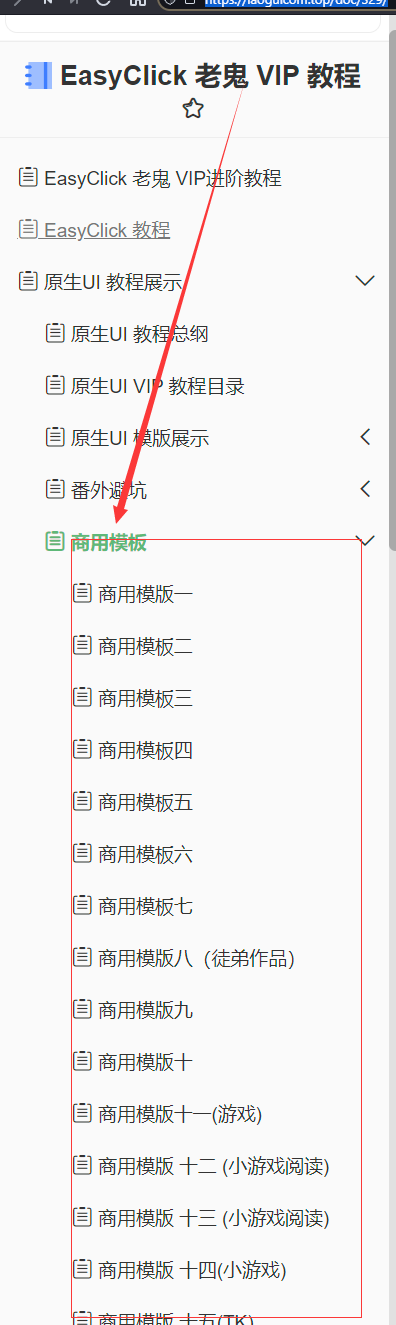 https://laoguicom.top/doc/329/
EasyClick 老鬼 VIP 教程
EasyClick 老鬼 VIP进阶教程
EasyClick 教程
原生UI 教程展示
原生UI 教程总纲
原生UI VIP 教程目录
原生UI 模版展示
番外避坑
商用模板
商用模版一
商用模板二
商用模板三
商用模板四
商用模板五
商用模板六
商用模板七
商用模版八（徒弟作品）
商用模版九
商用模版十
商用模版十一(游戏)
商用模版 十二 (小游戏阅读)
商用模版 十三 (小游戏阅读)
商用模版 十四(小游戏)
商用模版 十五(TK)